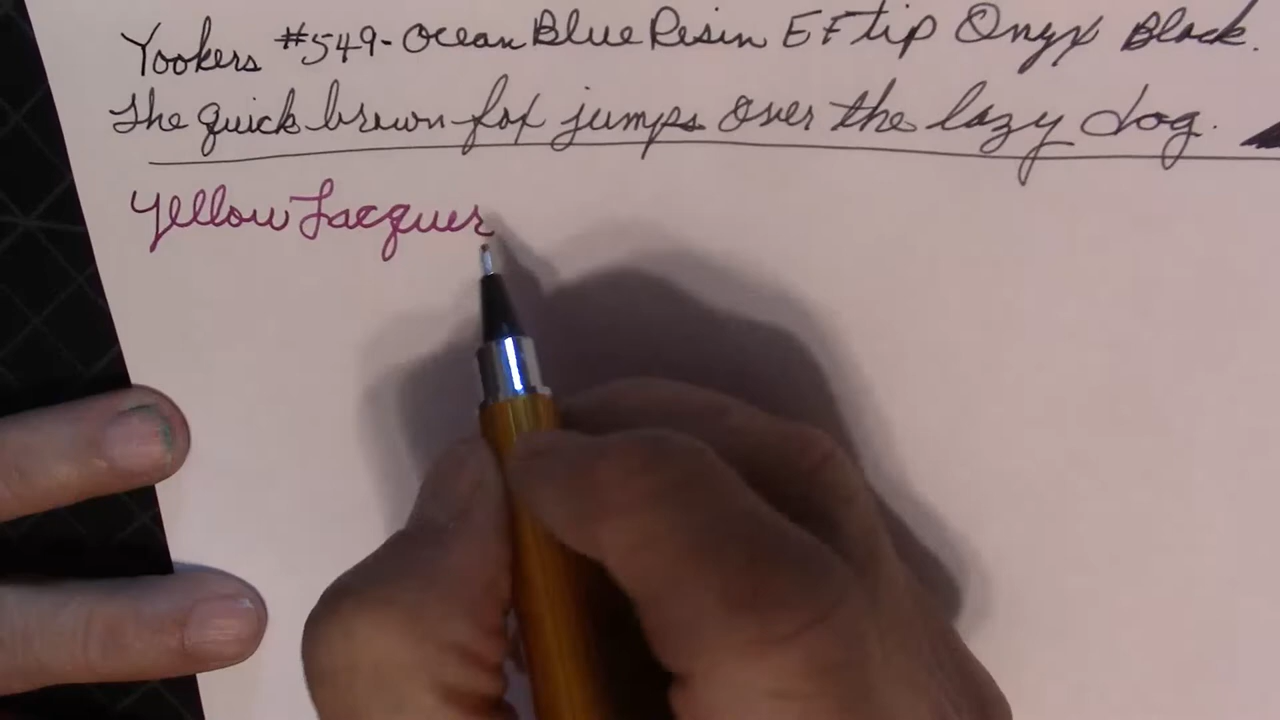 Yookers #549- Ocean Blue Resin EF tip Onyx Black.
The quick brown fox jumps over the lazy dog.
Yellow Lacquer